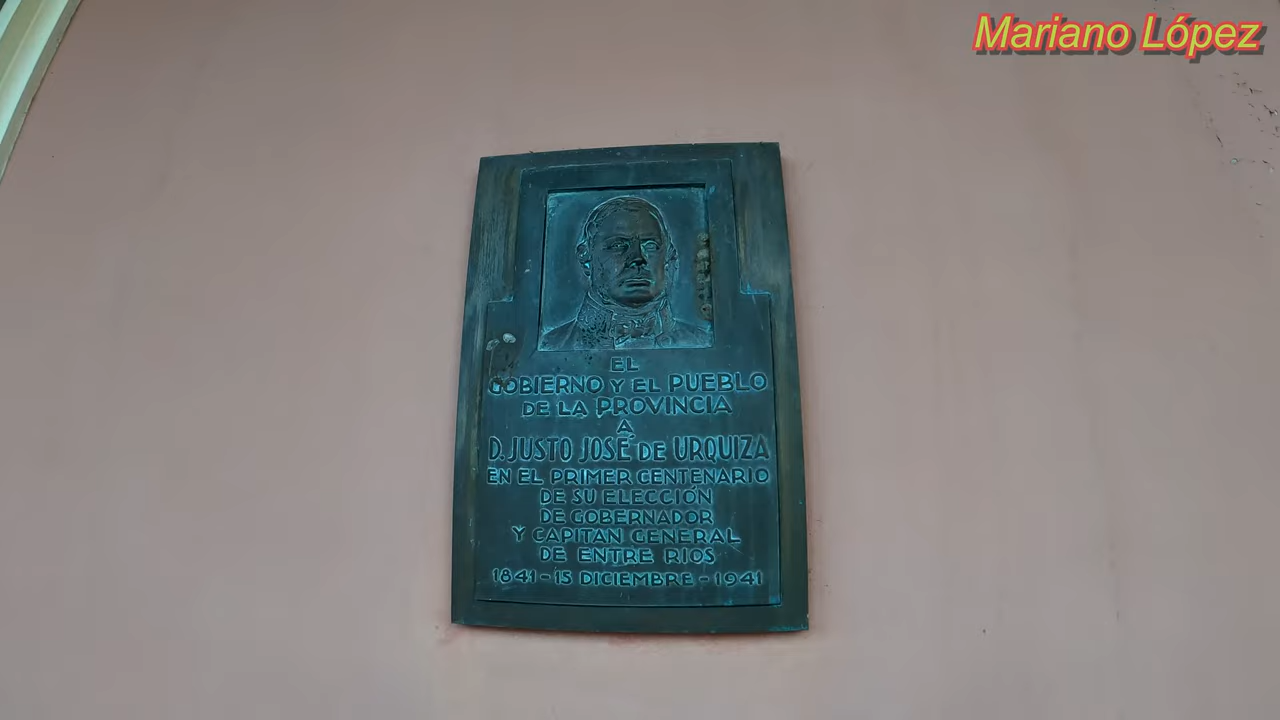 Mariano López
EL
GOBIERNO Y EL PUEBLO
DE LA PROVINCIA
A
D. JUSTO JOSÉ DE URQUIZA
EN EL PRIMER CENTENARIO
DE SU ELECCIÓN
DE GOBERNADOR
Y CAPITAN GENERAL
DE ENTRE RIOS
1841 - 15 DICIEMBRE - 1941